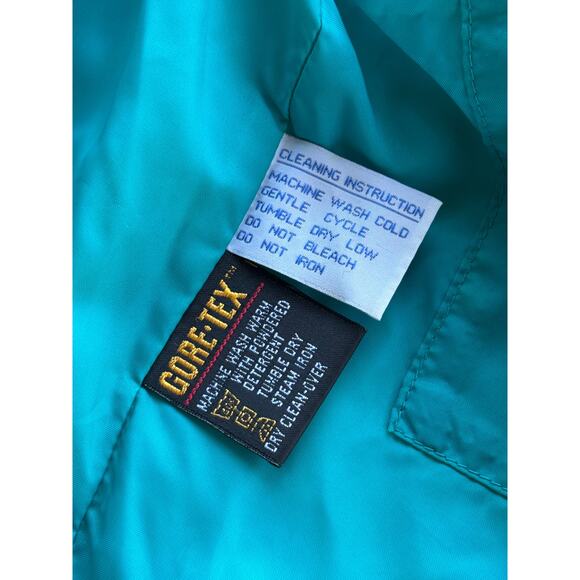 CLEANING INSTRUCTION
MACHINE WASH COLD
GENTLE CYCLE
TUMBLE DRY LOW
DO NOT BLEACH
DO NOT IRON
GORE-TEX™
MACHINE WASH WARM
WITH POWDERED
DETERGENT
TUMBLE DRY
STEAM IRON
DRY CLEAN-OVER